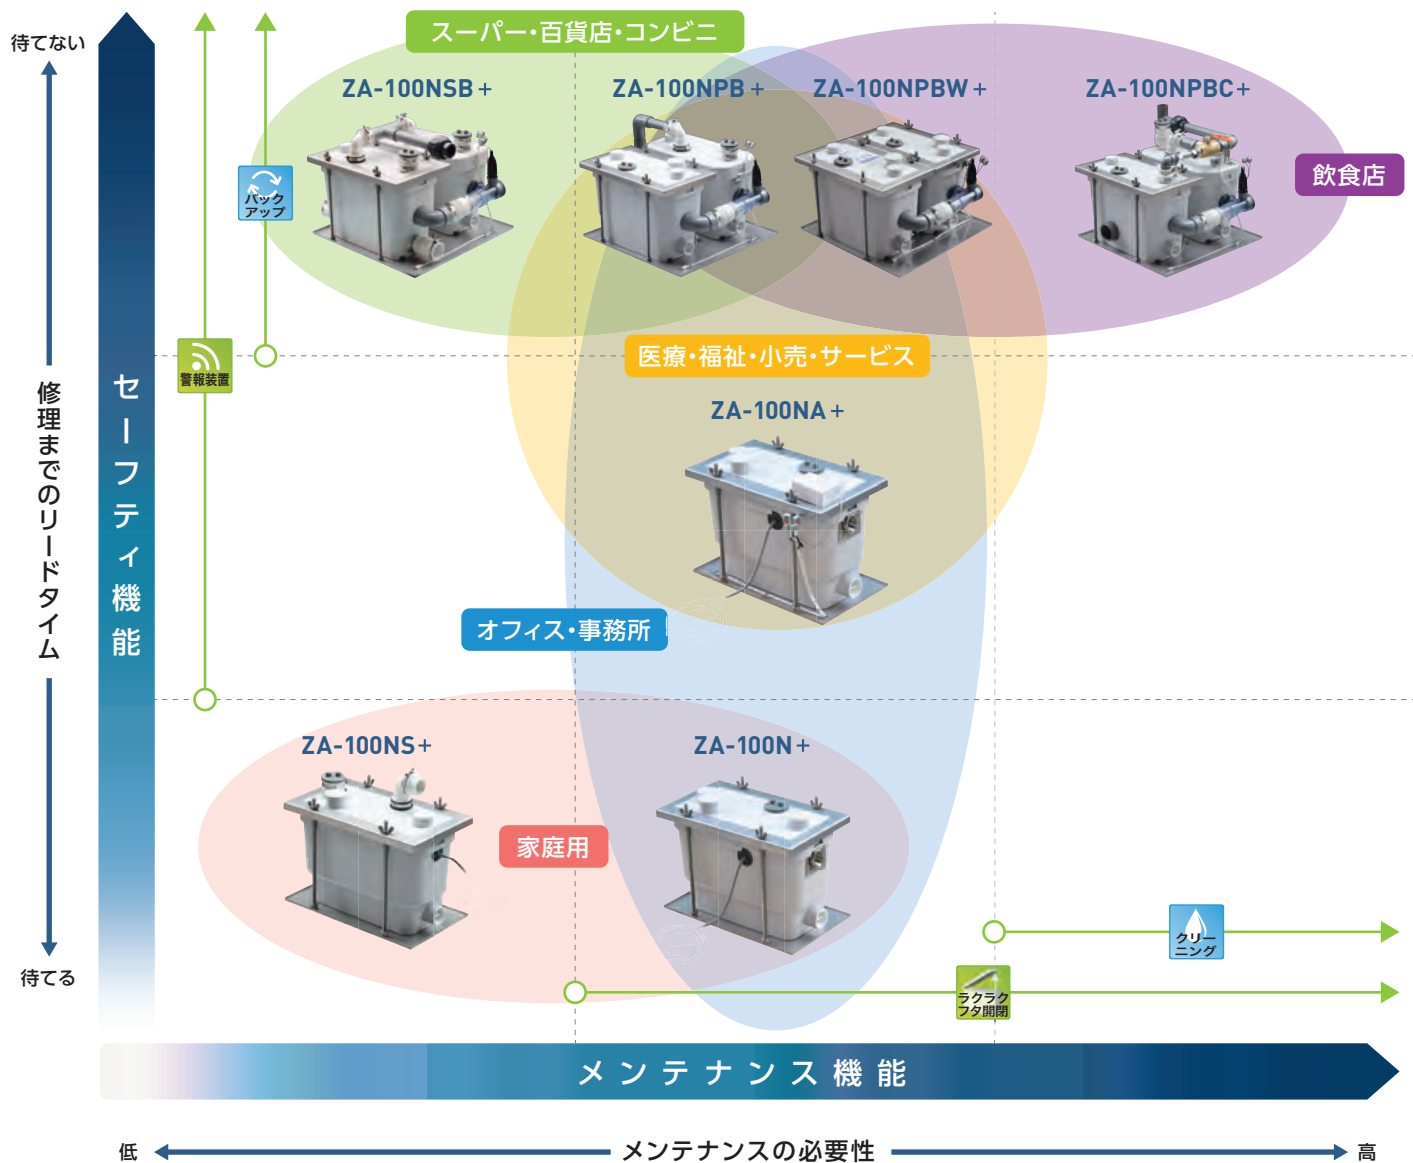 スーパー・百貨店・コンビニ
待てない
ZA-100NSB+
ZA-100NPB+
ZA-100NPBW+
ZA-100NPBC+
飲食店
バック
アップ
医療・福祉・小売・サービス
警報装置
修理までのリードタイム
セーフティ機能
ZA-100NA+
オフィス・事務所
ZA-100NS+
ZA-100N+
家庭用
クリー
ニング
待てる
ラクラク
フタ開閉
メンテナンス機能
低
メンテナンスの必要性
高